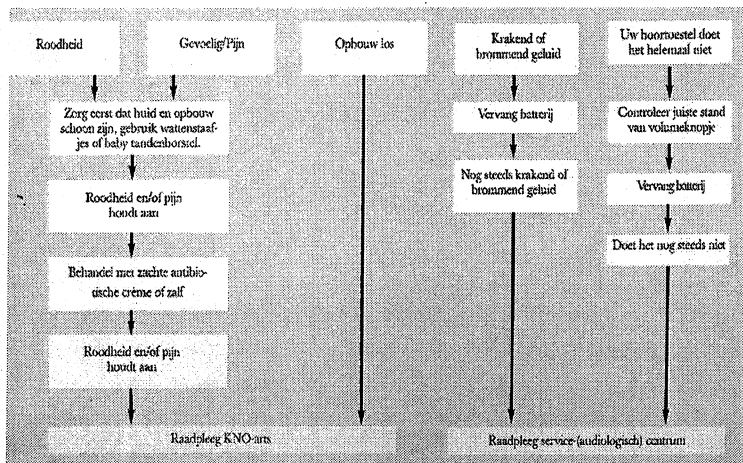 Roodheid
Gevoelig/Pijn
Opbouw los
Krakend of
brommend geluid
Uw hoortoestel doet
het helemaal niet
Zorg eerst dat huid en opbouw
schoon zijn, gebruik wattenstaaf-
jes of baby tandenborstel.
Vervang batterij
Controleer juiste stand
van volumeknopje
Roodheid en/of pijn
houdt aan
Nog steeds krakend of
brommend geluid
Vervang batterij
Behandel met zachte antibio-
tische crème of zalf
Doet het nog steeds niet
Roodheid en/of pijn
houdt aan
Raadpleeg KNO-arts
Raadpleeg service-(audiologisch) centrum